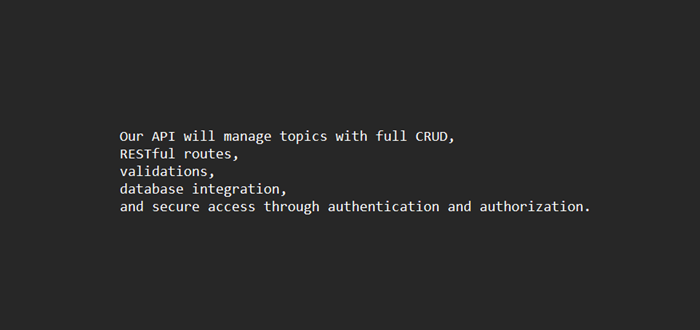 Our API will manage topics with full CRUD,
RESTful routes,
validations,
database integration,
and secure access through authentication and authorization.